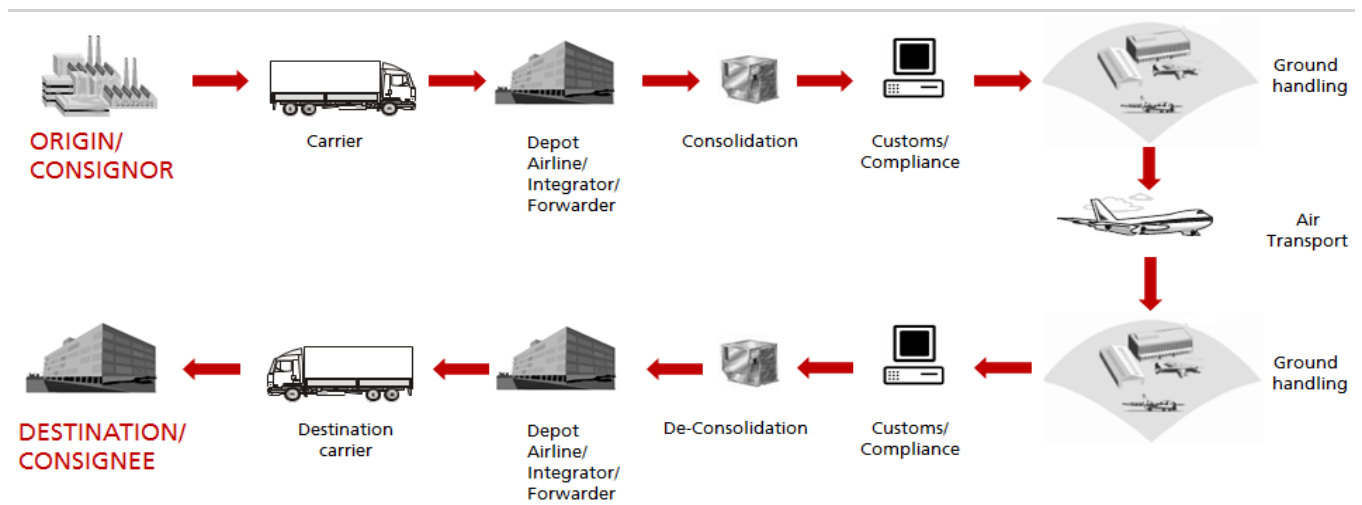 ORIGIN/
CONSIGNOR
Carrier
Depot
Airline/
Integrator/
Forwarder
Consolidation
Customs/
Compliance
Ground
handling
Air
Transport
Ground
handling
Customs/
Compliance
De-Consolidation
Depot
Airline/
Integrator/
Forwarder
Destination
carrier
DESTINATION/
CONSIGNEE